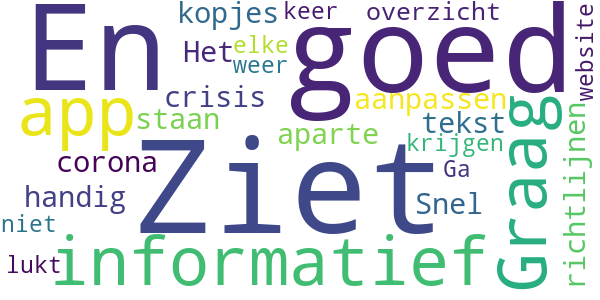 En
goed
kopjes
keer
overzicht
website
Het
elke
weer
app
staan
crisis
aanpassen
aparte
tekst
krijgen
Graag
richtlijnen
corona
Ziet
Ga
handig
Snel
niet
informatief
lukt